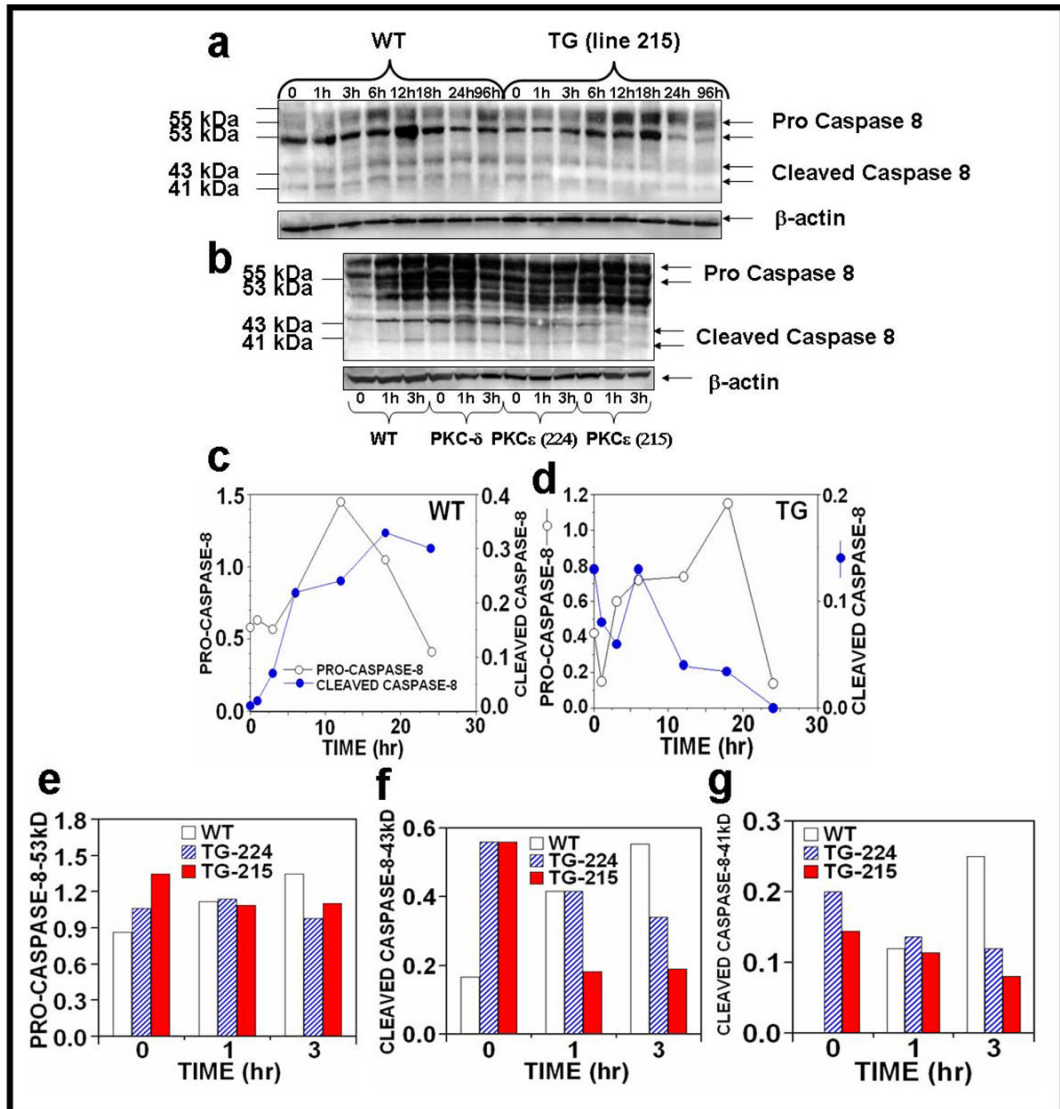 a
WT
TG (line 215)
0 1h 3h 6h 12h 18h 24h 96h 0 1h 3h 6h 12h 18h 24h 96h
55 kDa
53 kDa
43 kDa
41 kDa
Pro Caspase 8
Cleaved Caspase 8
β-actin
b
55 kDa
53 kDa
43 kDa
41 kDa
Pro Caspase 8
Cleaved Caspase 8
β-actin
0 1h 3h 0 1h 3h 0 1h 3h 0 1h 3h
WT PKC-δ PKCε (224) PKCε (215)
c
WT
PRO-CASPASE-8
1.5
1.0
0.5
0.0
CLEAVED CASPASE-8
0.4
0.3
0.2
0.1
0.0
PRO-CASPASE-8
CLEAVED CASPASE-8
0 10 20 30
TIME (hr)
d
TG
PRO-CASPASE-8
1.2
1.0
0.8
0.6
0.4
0.2
0.0
CLEAVED CASPASE-8
0.2
0.1
0.0
0 10 20 30
TIME (hr)
e
PRO-CASPASE-8-53kD
1.8
1.5
1.2
0.9
0.6
0.3
0.0
WT
TG-224
TG-215
0 1 3
TIME (hr)
f
CLEAVED CASPASE-8-43kD
0.6
0.4
0.2
0.0
WT
TG-224
TG-215
0 1 3
TIME (hr)
g
CLEAVED CASPASE-8-41kD
0.3
0.2
0.1
0.0
WT
TG-224
TG-215
0 1 3
TIME (hr)